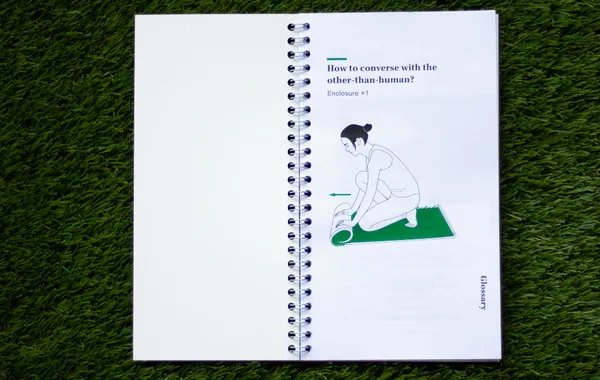 How to converse with the
other-than-human?
Enclosure #1
Glossary